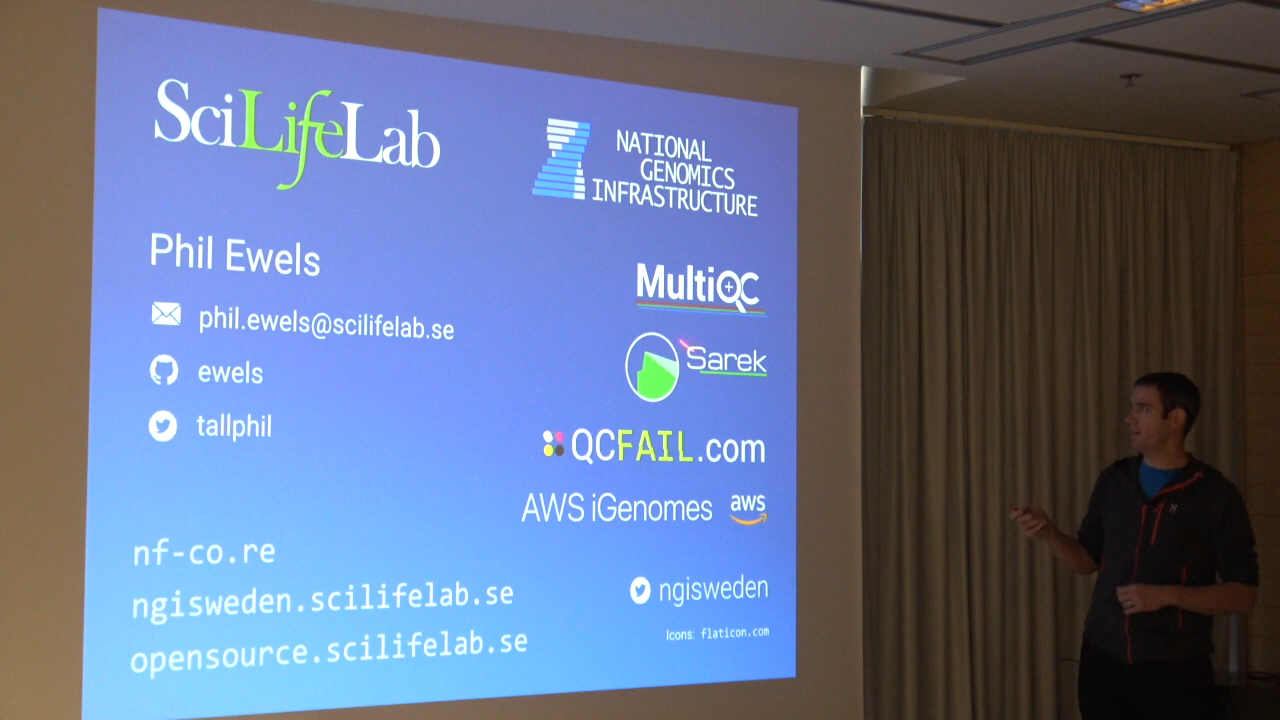 SciLifeLab
NATIONAL
GENOMICS
INFRASTRUCTURE
Phil Ewels
phil.ewels@scilifelab.se
ewels
tallphil
MultiQC
Sarek
QCFAIL.com
AWS iGenomes aws
nf-co.re
ngisweden.scilifelab.se
opensource.scilifelab.se
ngisweden
Icons: flaticon.com